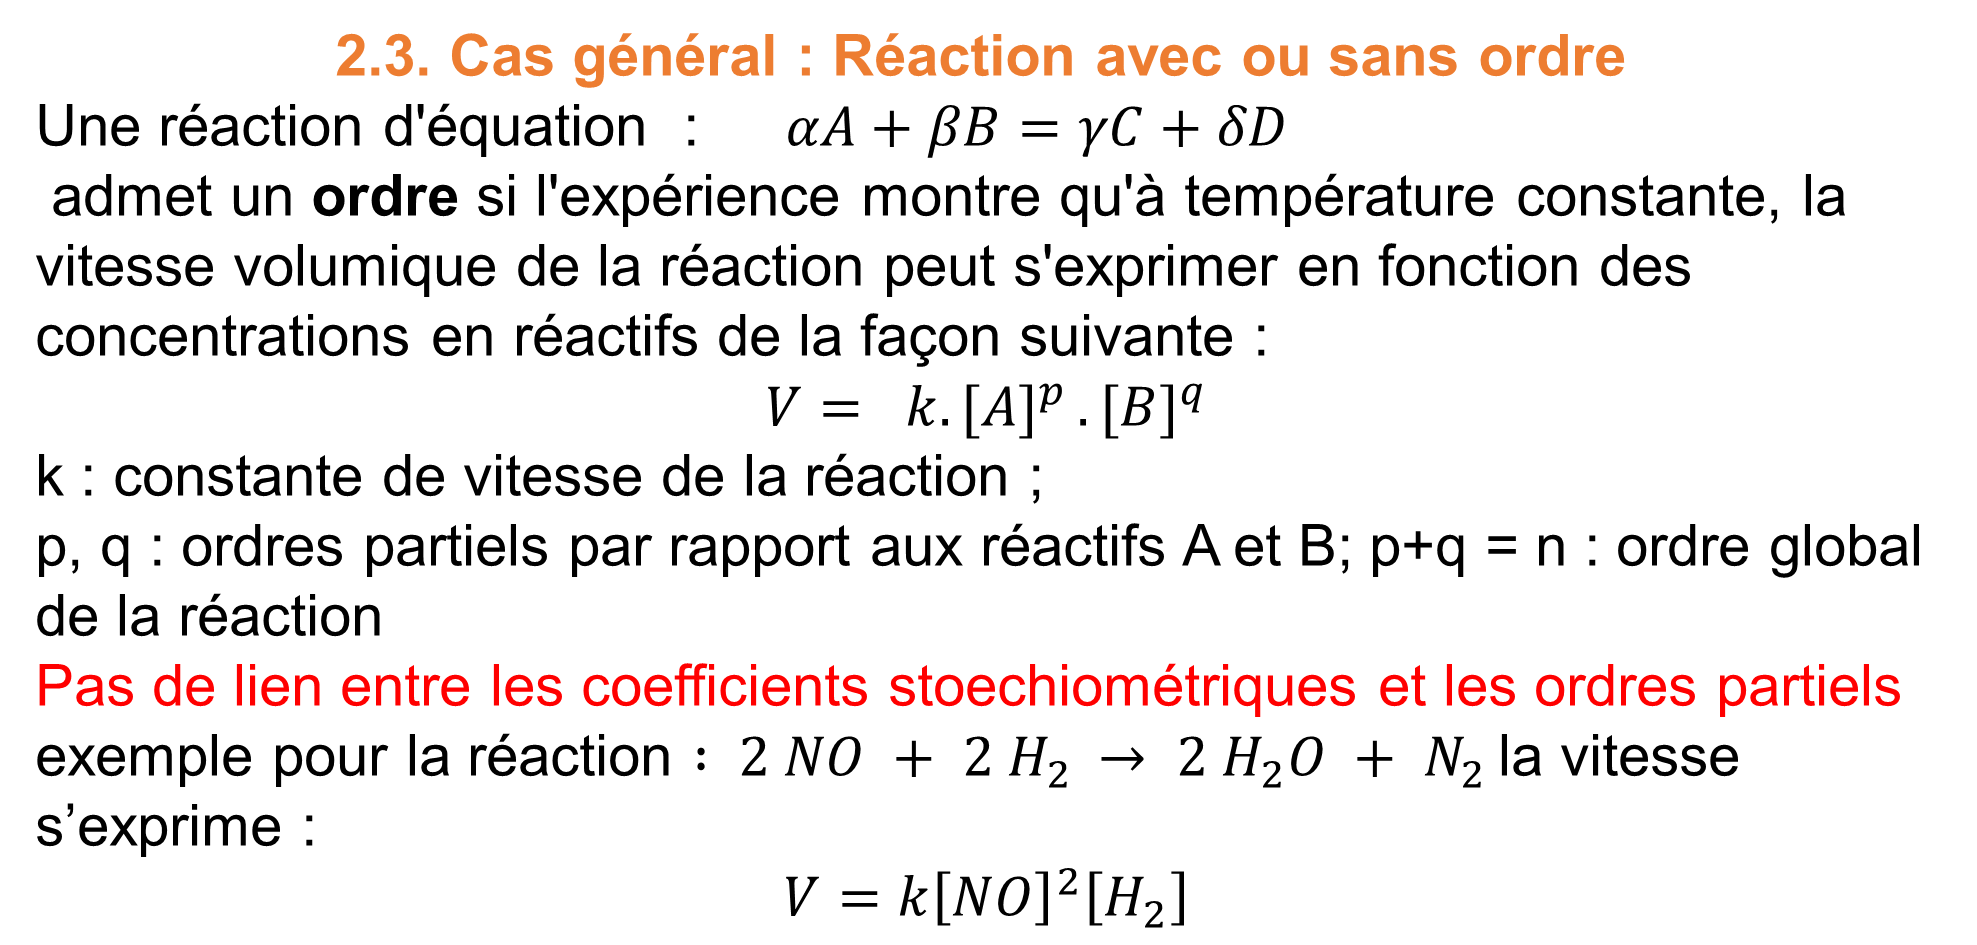 2.3. Cas général : Réaction avec ou sans ordre
Une réaction d'équation : αA + βB = γC + δD
admet un ordre si l'expérience montre qu'à température constante, la
vitesse volumique de la réaction peut s'exprimer en fonction des
concentrations en réactifs de la façon suivante :
V = k.[A]^p.[B]^q
k : constante de vitesse de la réaction ;
p, q : ordres partiels par rapport aux réactifs A et B; p+q = n : ordre global
de la réaction
Pas de lien entre les coefficients stoechiométriques et les ordres partiels
exemple pour la réaction : 2 NO + 2 H₂ → 2 H₂O + N₂ la vitesse
s’exprime :
V = k[NO]²[H₂]